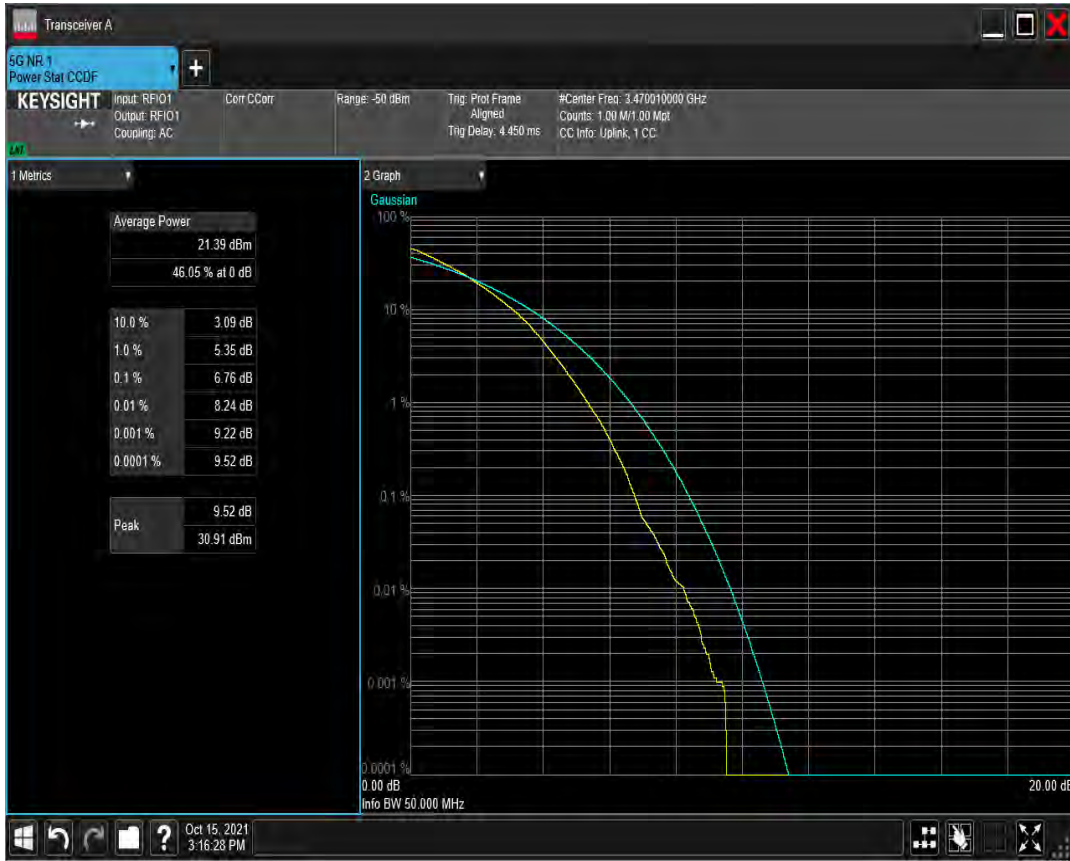 Transceiver A
5G NR 1
Power Stat CCDF
+
KEYSIGHT
Input: RFIO1
Output: RFIO1
Coupling: AC
Corr CCorr
Range: -50 dBm
Trig: Prot Frame
Aligned
Trig Delay: 4.450 ms
#Center Freq: 3.470010000 GHz
Counts: 1.00 M/1.00 Mpt
CC Info: Uplink, 1 CC
1 Metrics
Average Power
21.39 dBm
46.05 % at 0 dB
10.0 % 3.09 dB
1.0 % 5.35 dB
0.1 % 6.76 dB
0.01 % 8.24 dB
0.001 % 9.22 dB
0.0001 % 9.52 dB
Peak
9.52 dB
30.91 dBm
2 Graph
Gaussian
100 %
10 %
1 %
0.1 %
0.01 %
0.001 %
0.0001 %
0.00 dB
20.00 dB
Info BW 50.000 MHz
?
Oct 15, 2021
3:16:28 PM